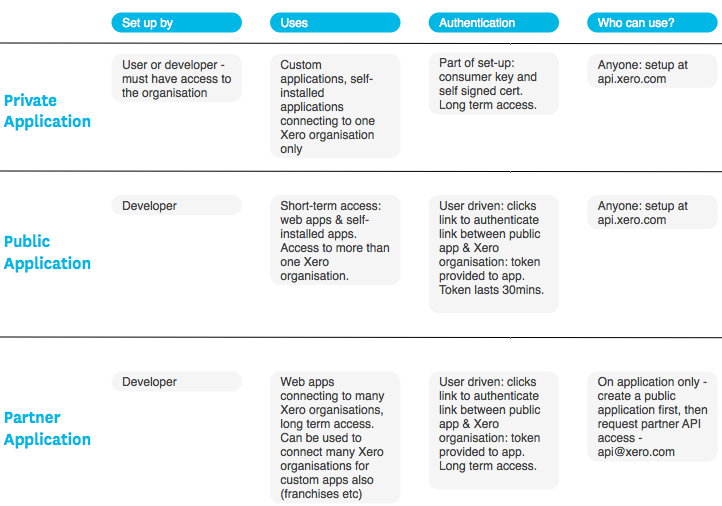 Set up by
Uses
Authentication
Who can use?
Private
Application
User or developer -
must have access to
the organisation
Custom
applications, self-
installed
applications
connecting to one
Xero organisation
only
Part of set-up:
consumer key and
self signed cert.
Long term access.
Anyone: setup at
api.xero.com
Public
Application
Developer
Short-term access:
web apps & self-
installed apps.
Access to more than
one Xero
organisation.
User driven: clicks
link to authenticate
link between public
app & Xero
organisation: token
provided to app.
Token lasts 30mins.
Anyone: setup at
api.xero.com
Partner
Application
Developer
Web apps
connecting to many
Xero organisations,
long term access.
Can be used to
connect many Xero
organisations for
custom apps also
(franchises etc)
User driven: clicks
link to authenticate
link between public
app & Xero
organisation: token
provided to app.
Long term access.
On application only -
create a public
application first, then
request partner API
access -
api@xero.com